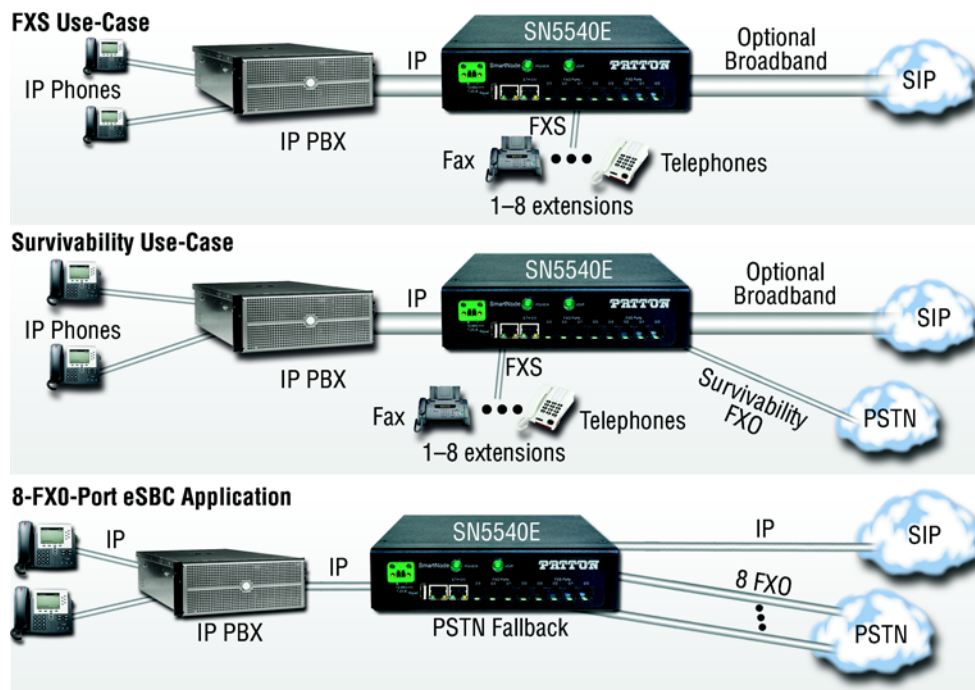 FXS Use-Case
SN5540E
IP Phones
IP
Optional
Broadband
SIP
SmartNode
PATTON
IP PBX
FXS
Fax
Telephones
1–8 extensions
Survivability Use-Case
SN5540E
IP Phones
IP
Optional
Broadband
SIP
SmartNode
PATTON
IP PBX
FXS
Fax
Telephones
1–8 extensions
Survivability
FXO
PSTN
8-FXO-Port eSBC Application
SN5540E
IP
IP
IP
SIP
SmartNode
PATTON
8 FXO
IP PBX
PSTN Fallback
PSTN